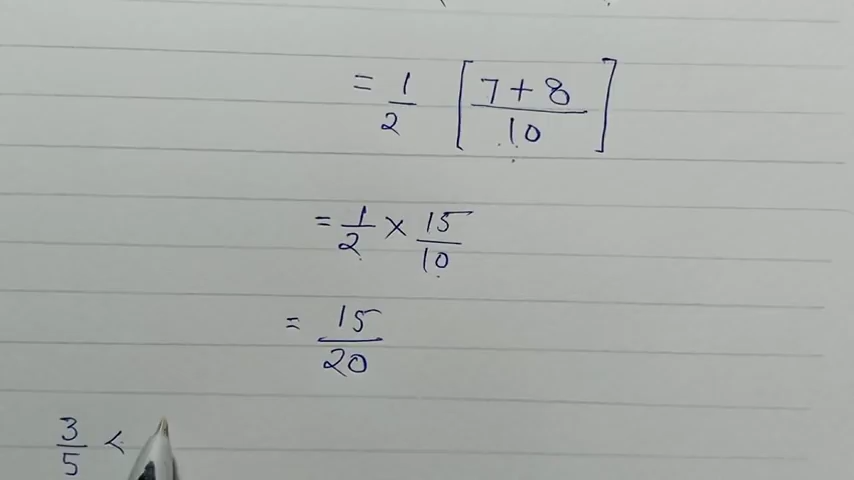 = 1/2 [7+8/10]
= 1/2 × 15/10
= 15/20
3/5 <